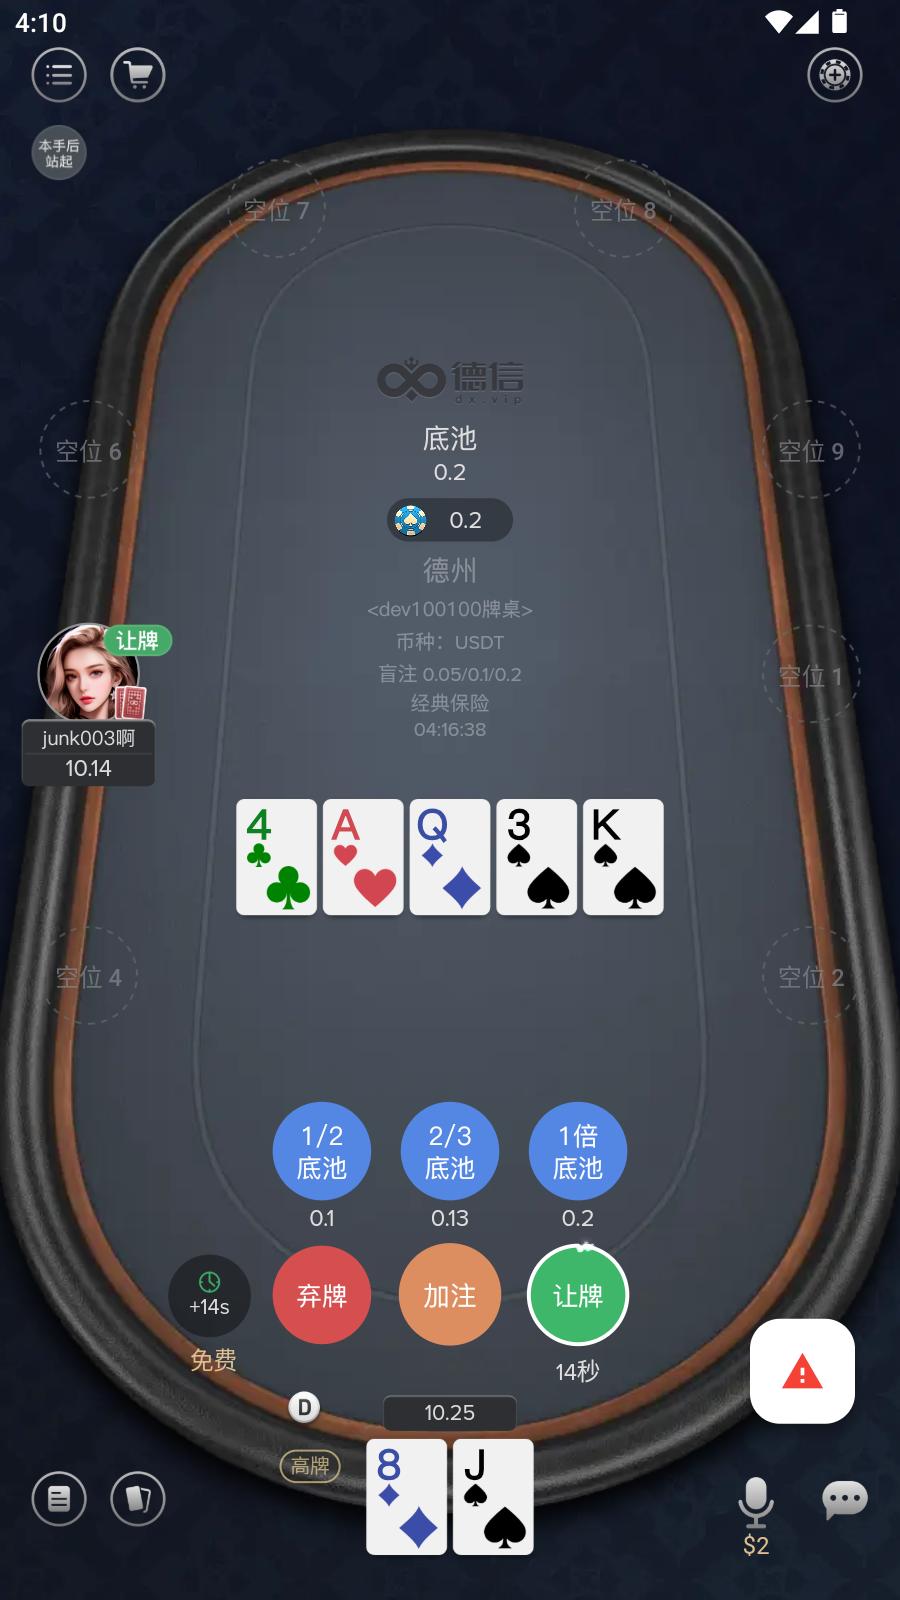 4:10
本手后
站起
空位 7
空位 8
德信
dx.vip
底池
0.2
空位 6
空位 9
0.2
德州
<dev100100牌桌>
让牌
币种：USDT
盲注 0.05/0.1/0.2
空位 1
经典保险
04:16:38
junk003啊
10.14
4
A
Q
3
K
空位 4
空位 2
1/2
底池
2/3
底池
1倍
底池
0.1
0.13
0.2
+14s
弃牌
加注
让牌
免费
14秒
D
10.25
高牌
8
J
$2